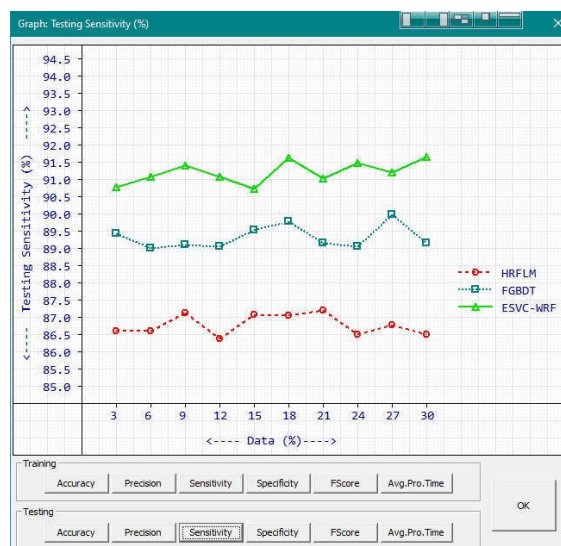 Graph: Testing Sensitivity (%)
94.5
94.0
93.5
93.0
92.5
92.0
91.5
91.0
90.5
90.0
89.5
89.0
88.5
88.0
87.5
87.0
86.5
86.0
85.5
85.0
<---- Testing Sensitivity (%) ---->
HRFLM
FGBDT
ESVC-WRF
3 6 9 12 15 18 21 24 27 30
<---- Data (%)---->
Training
Accuracy Precision Sensitivity Specificity FScore Avg.Pro.Time
OK
Testing
Accuracy Precision Sensitivity Specificity FScore Avg.Pro.Time